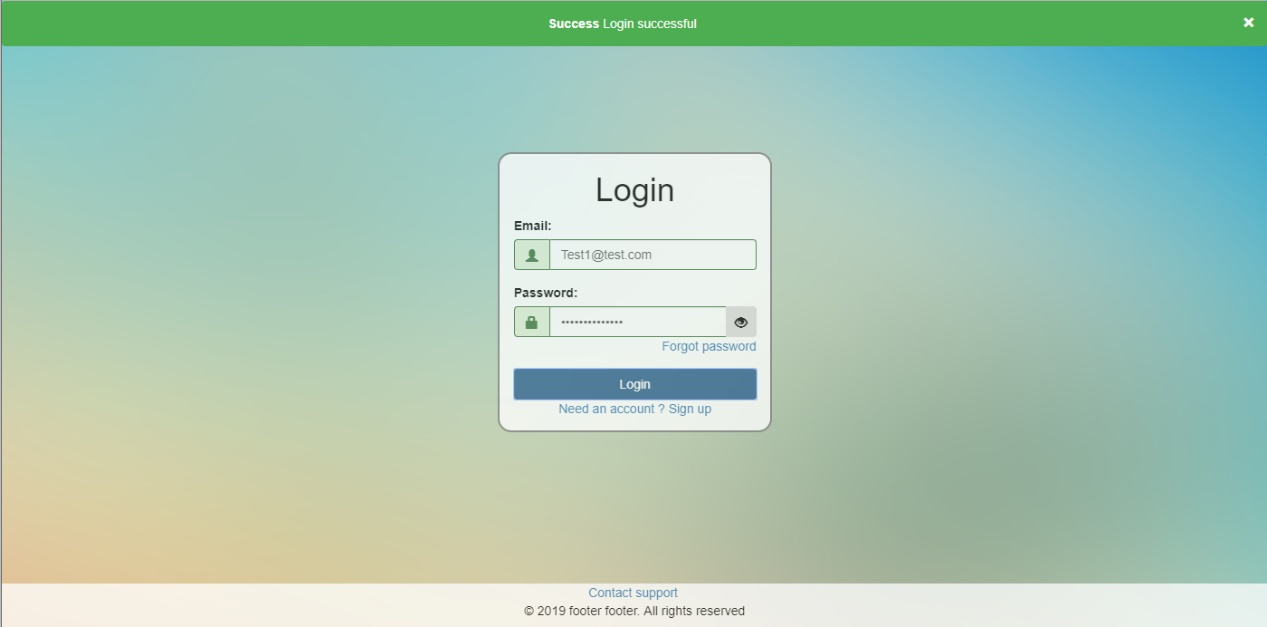 Success Login successful
Login
Email:
Test1@test.com
Password:
••••••••••••••
Forgot password
Login
Need an account ? Sign up
Contact support
© 2019 footer footer. All rights reserved